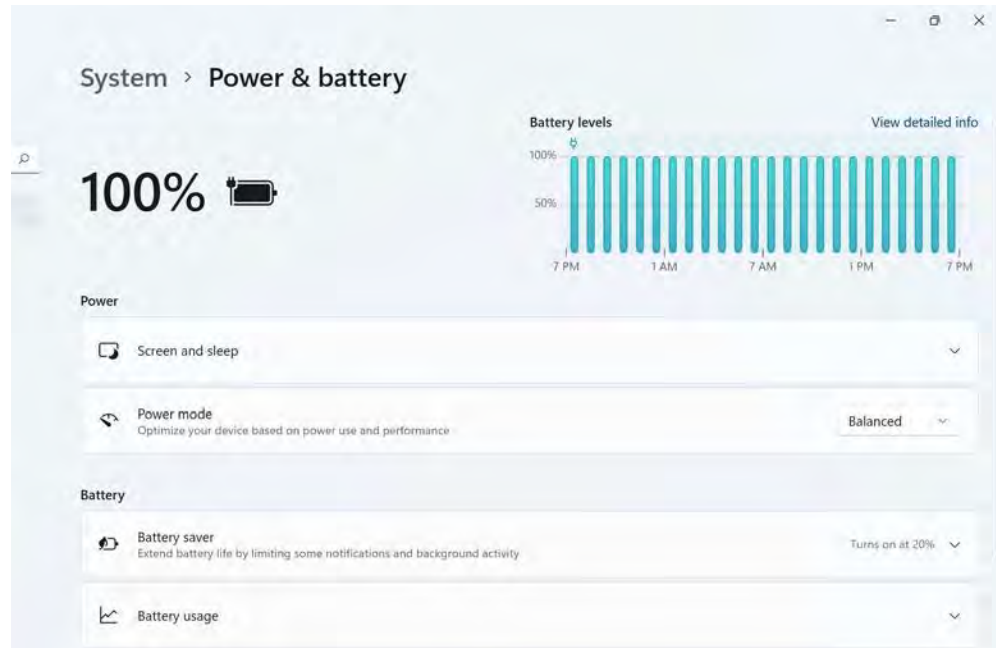 System > Power & battery
Battery levels
View detailed info
100%
100%
50%
7 PM 1 AM 7 AM 1 PM 7 PM
Power
Screen and sleep
Power mode
Optimize your device based on power use and performance
Balanced
Battery
Battery saver
Extend battery life by limiting some notifications and background activity
Turns on at 20%
Battery usage